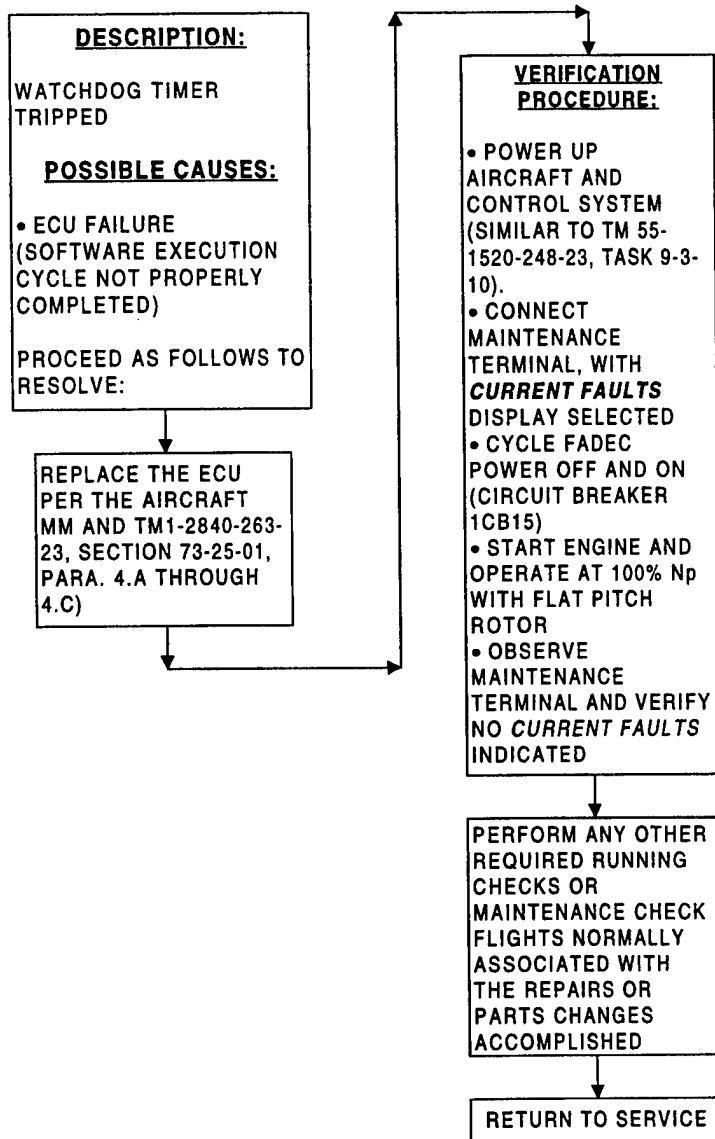 DESCRIPTION:
WATCHDOG TIMER
TRIPPED
POSSIBLE CAUSES:
• ECU FAILURE
(SOFTWARE EXECUTION
CYCLE NOT PROPERLY
COMPLETED)
PROCEED AS FOLLOWS TO
RESOLVE:
REPLACE THE ECU
PER THE AIRCRAFT
MM AND TM1-2840-263-
23, SECTION 73-25-01,
PARA. 4.A THROUGH
4.C)
VERIFICATION
PROCEDURE:
• POWER UP
AIRCRAFT AND
CONTROL SYSTEM
(SIMILAR TO TM 55-
1520-248-23, TASK 9-3-
10).
• CONNECT
MAINTENANCE
TERMINAL, WITH
CURRENT FAULTS
DISPLAY SELECTED
• CYCLE FADEC
POWER OFF AND ON
(CIRCUIT BREAKER
1CB15)
• START ENGINE AND
OPERATE AT 100% Np
WITH FLAT PITCH
ROTOR
• OBSERVE
MAINTENANCE
TERMINAL AND VERIFY
NO CURRENT FAULTS
INDICATED
PERFORM ANY OTHER
REQUIRED RUNNING
CHECKS OR
MAINTENANCE CHECK
FLIGHTS NORMALLY
ASSOCIATED WITH
THE REPAIRS OR
PARTS CHANGES
ACCOMPLISHED
RETURN TO SERVICE